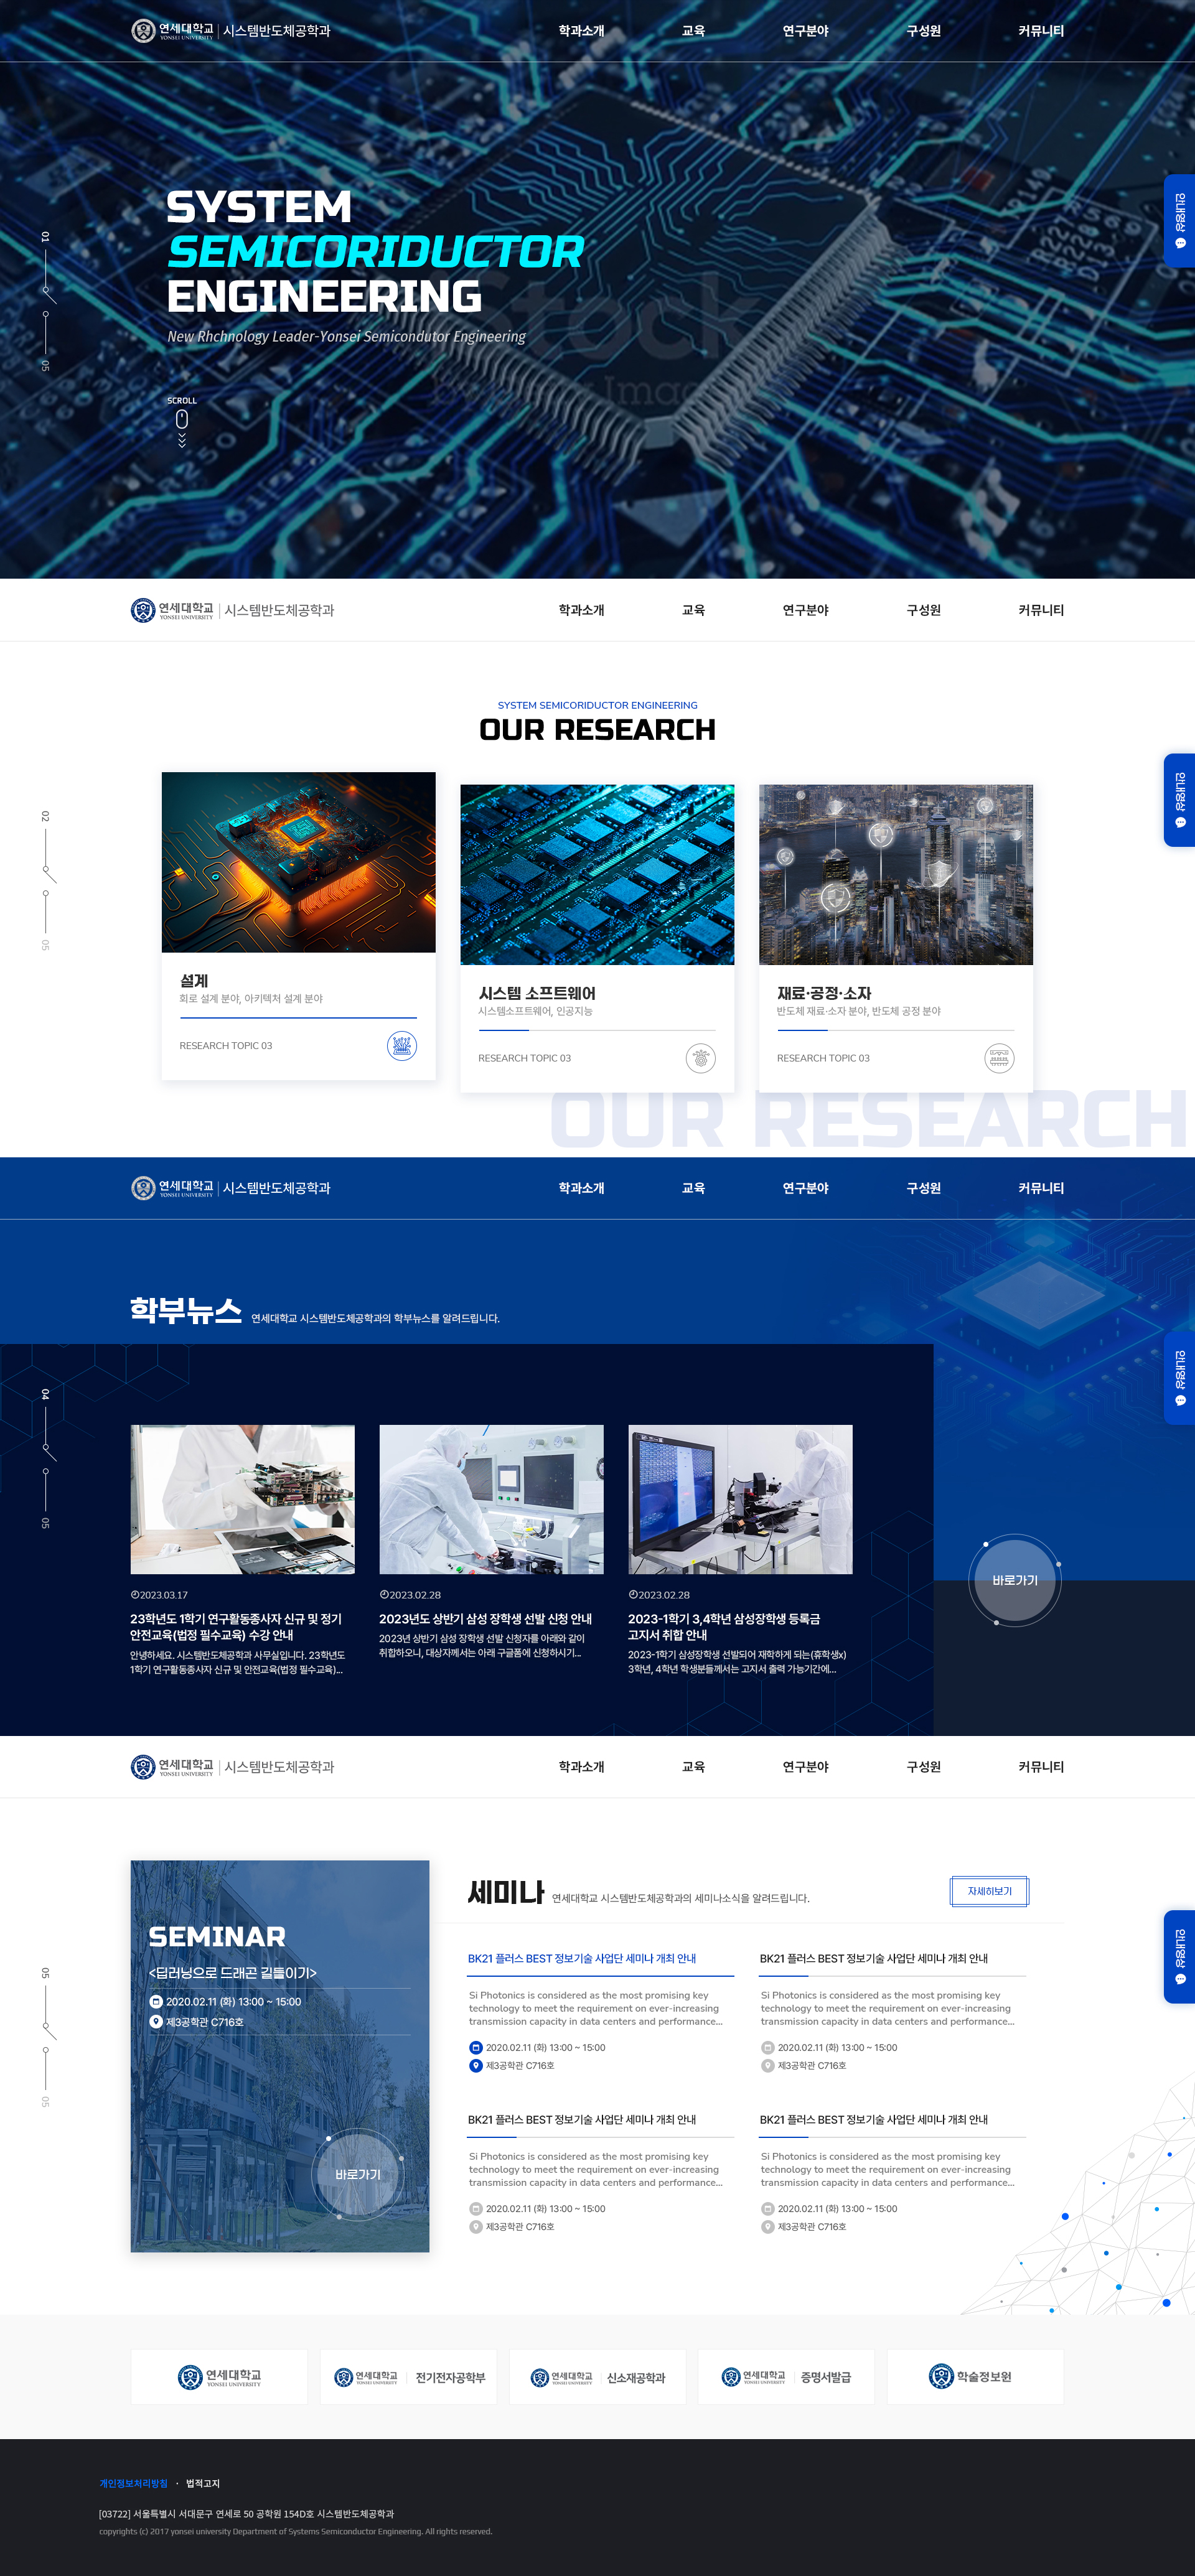 연세대학교 YONSEI UNIVERSITY 시스템반도체공학과
학과소개 교육 연구분야 구성원 커뮤니티
안내영상
SYSTEM
SEMICORIDUCTOR
ENGINEERING
New Rhchnology Leader-Yonsei Semicondutor Engineering
01
05
SCROLL
연세대학교 YONSEI UNIVERSITY 시스템반도체공학과
학과소개 교육 연구분야 구성원 커뮤니티
SYSTEM SEMICORIDUCTOR ENGINEERING
OUR RESEARCH
안내영상
02
05
설계
회로 설계 분야, 아키텍처 설계 분야
RESEARCH TOPIC 03
시스템 소프트웨어
시스템소프트웨어, 인공지능
RESEARCH TOPIC 03
재료·공정·소자
반도체 재료·소자 분야, 반도체 공정 분야
RESEARCH TOPIC 03
OUR RESEARCH
연세대학교 YONSEI UNIVERSITY 시스템반도체공학과
학과소개 교육 연구분야 구성원 커뮤니티
학부뉴스 연세대학교 시스템반도체공학과의 학부뉴스를 알려드립니다.
안내영상
04
05
2023.03.17
23학년도 1학기 연구활동종사자 신규 및 정기
안전교육(법정 필수교육) 수강 안내
안녕하세요. 시스템반도체공학과 사무실입니다. 23학년도
1학기 연구활동종사자 신규 및 안전교육(법정 필수교육)...
2023.02.28
2023년도 상반기 삼성 장학생 선발 신청 안내
2023년 상반기 삼성 장학생 선발 신청자를 아래와 같이
취합하오니, 대상자께서는 아래 구글폼에 신청하시기...
2023.02.28
2023-1학기 3,4학년 삼성장학생 등록금
고지서 취합 안내
2023-1학기 삼성장학생 선발되어 재학하게 되는(휴학생x)
3학년, 4학년 학생분들께서는 고지서 출력 가능기간에...
바로가기
연세대학교 YONSEI UNIVERSITY 시스템반도체공학과
학과소개 교육 연구분야 구성원 커뮤니티
안내영상
05
05
SEMINAR
<딥러닝으로 드래곤 길들이기>
2020.02.11 (화) 13:00 ~ 15:00
제3공학관 C716호
바로가기
세미나 연세대학교 시스템반도체공학과의 세미나소식을 알려드립니다.
자세히보기
BK21 플러스 BEST 정보기술 사업단 세미나 개최 안내
Si Photonics is considered as the most promising key
technology to meet the requirement on ever-increasing
transmission capacity in data centers and performance...
2020.02.11 (화) 13:00 ~ 15:00
제3공학관 C716호
BK21 플러스 BEST 정보기술 사업단 세미나 개최 안내
Si Photonics is considered as the most promising key
technology to meet the requirement on ever-increasing
transmission capacity in data centers and performance...
2020.02.11 (화) 13:00 ~ 15:00
제3공학관 C716호
BK21 플러스 BEST 정보기술 사업단 세미나 개최 안내
Si Photonics is considered as the most promising key
technology to meet the requirement on ever-increasing
transmission capacity in data centers and performance...
2020.02.11 (화) 13:00 ~ 15:00
제3공학관 C716호
BK21 플러스 BEST 정보기술 사업단 세미나 개최 안내
Si Photonics is considered as the most promising key
technology to meet the requirement on ever-increasing
transmission capacity in data centers and performance...
2020.02.11 (화) 13:00 ~ 15:00
제3공학관 C716호
연세대학교 YONSEI UNIVERSITY
연세대학교 YONSEI UNIVERSITY 전기전자공학부
연세대학교 YONSEI UNIVERSITY 신소재공학과
연세대학교 YONSEI UNIVERSITY 증명서발급
학술정보원
개인정보처리방침 · 법적고지
[03722] 서울특별시 서대문구 연세로 50 공학원 154D호 시스템반도체공학과
copyrights (c) 2017 yonsei university Department of Systems Semiconductor Engineering. All rights reserved.